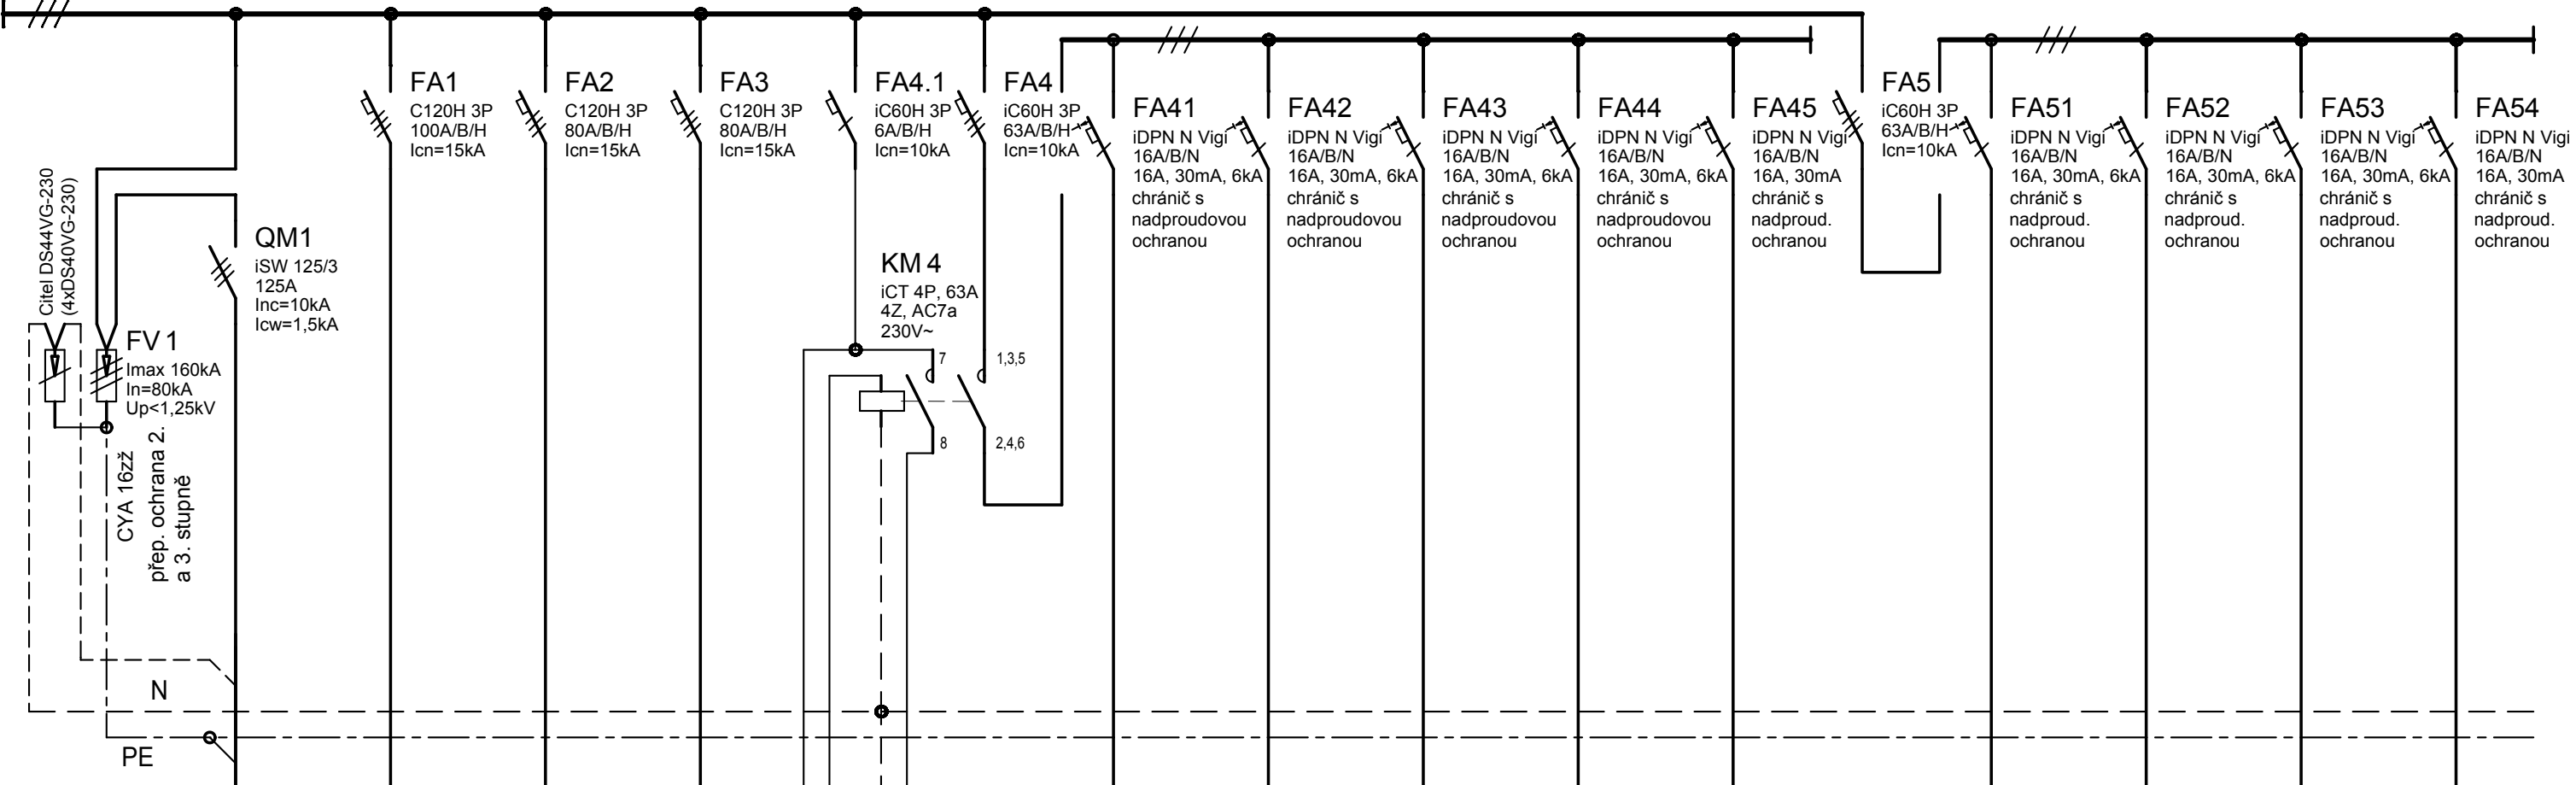 FA1
C120H 3P
100A/B/H
Icn=15kA
FA2
C120H 3P
80A/B/H
Icn=15kA
FA3
C120H 3P
80A/B/H
Icn=15kA
FA4.1
iC60H 3P
6A/B/H
Icn=10kA
FA4
iC60H 3P
63A/B/H
Icn=10kA
FA41
iDPN N Vigi
16A/B/N
16A, 30mA, 6kA
chránič s
nadproudovou
ochranou
FA42
iDPN N Vigi
16A/B/N
16A, 30mA, 6kA
chránič s
nadproudovou
ochranou
FA43
iDPN N Vigi
16A/B/N
16A, 30mA, 6kA
chránič s
nadproudovou
ochranou
FA44
iDPN N Vigi
16A/B/N
16A, 30mA, 6kA
chránič s
nadproudovou
ochranou
FA45
iDPN N Vigi
16A/B/N
16A, 30mA
chránič s
nadproud.
ochranou
FA5
iC60H 3P
63A/B/H
Icn=10kA
FA51
iDPN N Vigi
16A/B/N
16A, 30mA, 6kA
chránič s
nadproud.
ochranou
FA52
iDPN N Vigi
16A/B/N
16A, 30mA, 6kA
chránič s
nadproud.
ochranou
FA53
iDPN N Vigi
16A/B/N
16A, 30mA, 6kA
chránič s
nadproud.
ochranou
FA54
iDPN N Vigi
16A/B/N
16A, 30mA
chránič s
nadproud.
ochranou
Citel DS44VG-230
(4xDS40VG-230)
QM1
iSW 125/3
125A
Inc=10kA
Icw=1,5kA
FV 1
Imax 160kA
In=80kA
Up<1,25kV
CYA 16zž
přep. ochrana 2.
a 3. stupně
KM 4
iCT 4P, 63A
4Z, AC7a
230V~
7
1,3,5
8
2,4,6
N
PE